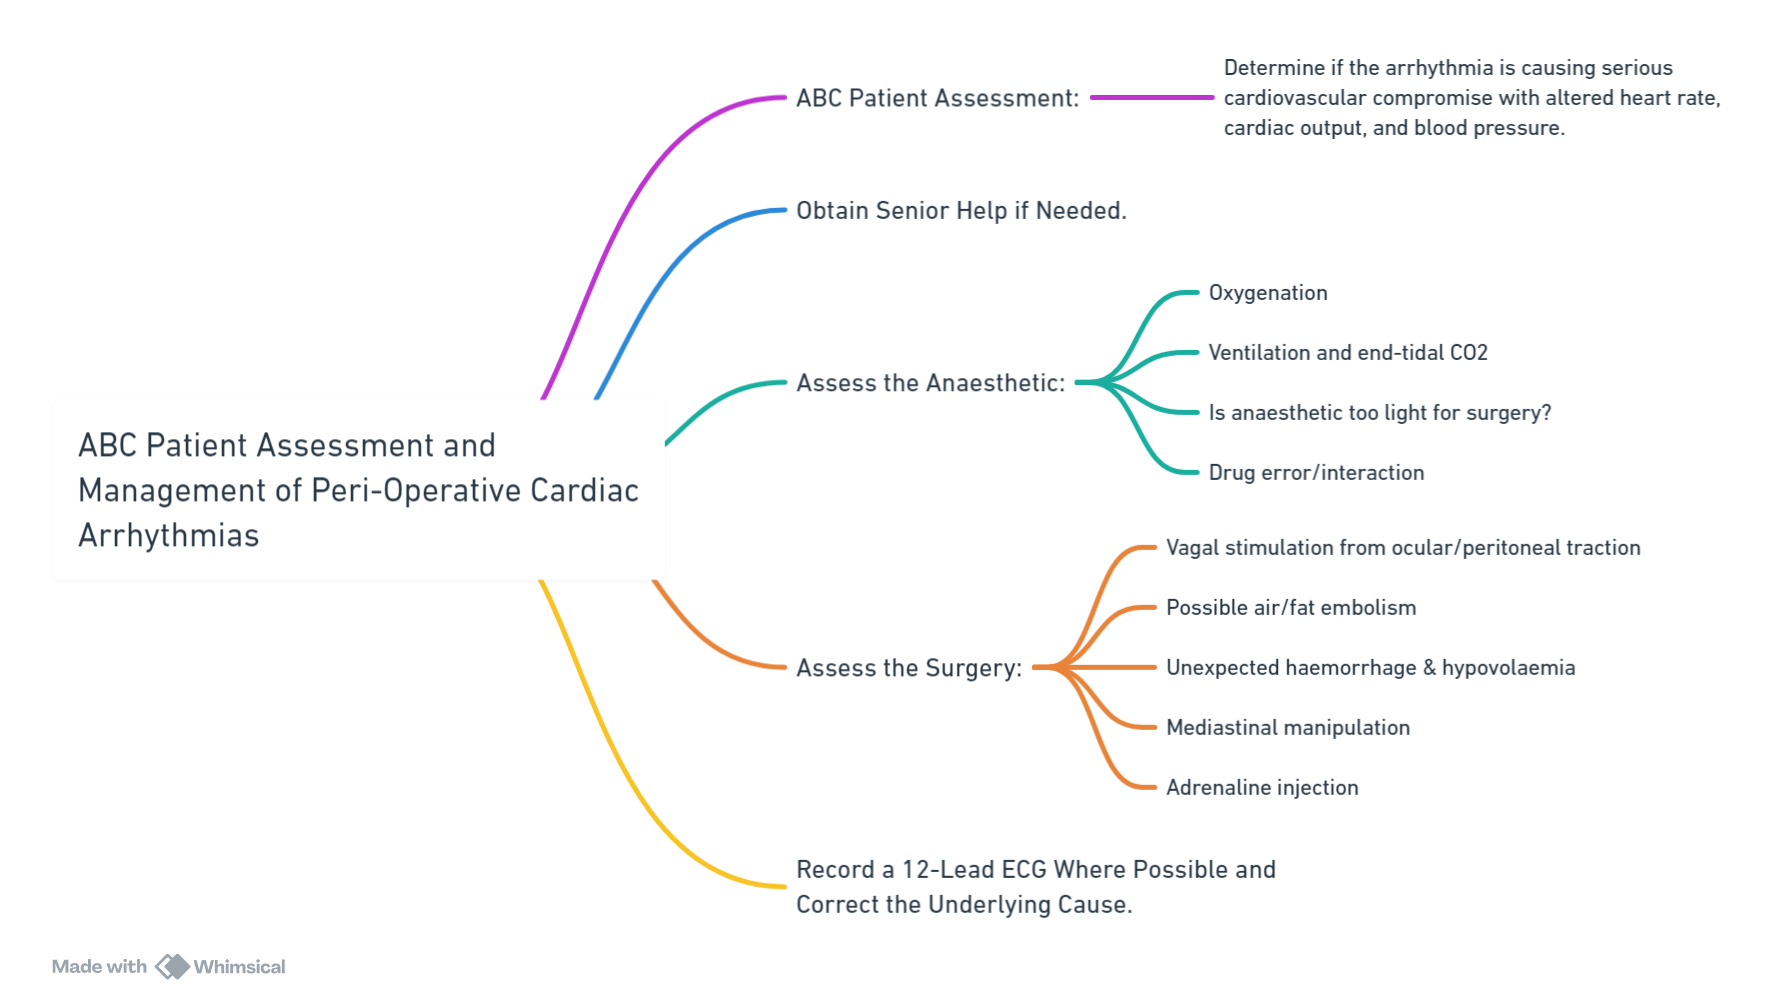 Determine if the arrhythmia is causing serious
cardiovascular compromise with altered heart rate,
cardiac output, and blood pressure.
ABC Patient Assessment:
Obtain Senior Help if Needed.
Oxygenation
Ventilation and end-tidal CO2
Assess the Anaesthetic:
Is anaesthetic too light for surgery?
Drug error/interaction
ABC Patient Assessment and
Management of Peri-Operative Cardiac
Arrhythmias
Vagal stimulation from ocular/peritoneal traction
Possible air/fat embolism
Assess the Surgery:
Unexpected haemorrhage & hypovolaemia
Mediastinal manipulation
Adrenaline injection
Record a 12-Lead ECG Where Possible and
Correct the Underlying Cause.
Made with Whimsical